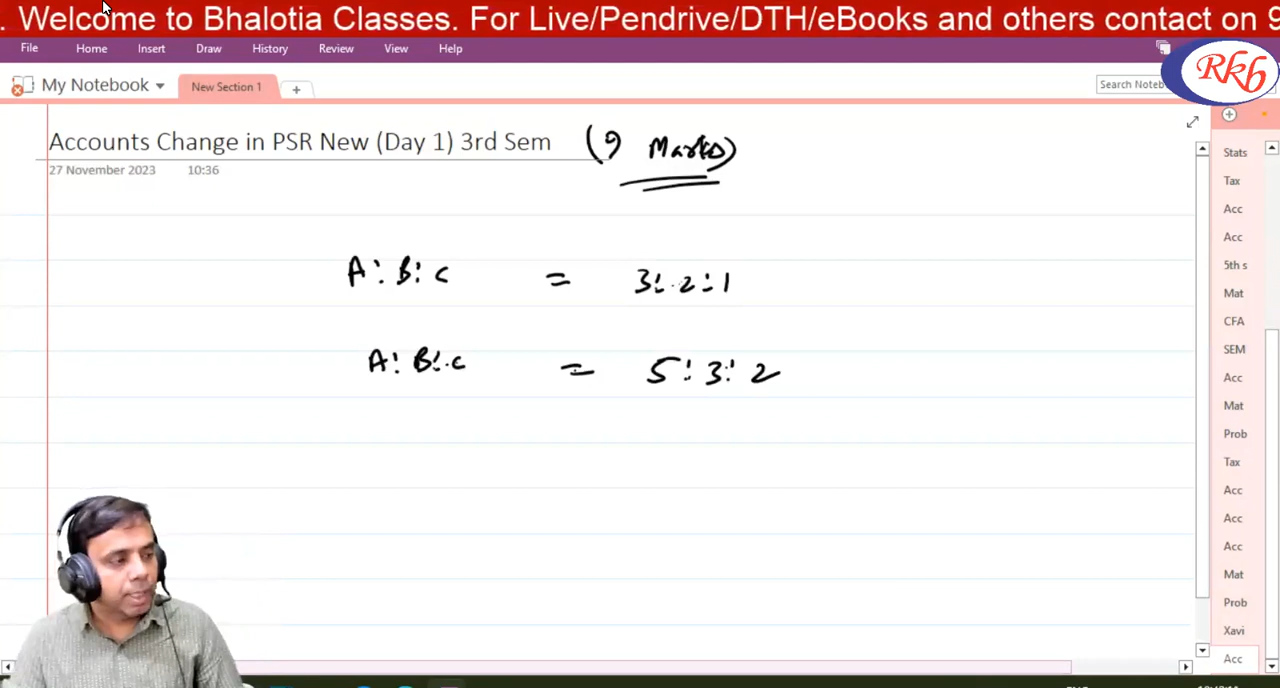 . Welcome to Bhalotia Classes. For Live/Pendrive/DTH/eBooks and others contact on 9
File Home Insert Draw History Review View Help
Rkb
My Notebook New Section 1 + Search Noteb
Accounts Change in PSR New (Day 1) 3rd Sem (9 Marks)
27 November 2023 10:36
A:B:C = 3:2:1
A:B:C = 5:3:2
Stats
Tax
Acc
Acc
5th s
Mat
CFA
SEM
Acc
Mat
Prob
Tax
Acc
Acc
Acc
Mat
Prob
Xavi
Acc